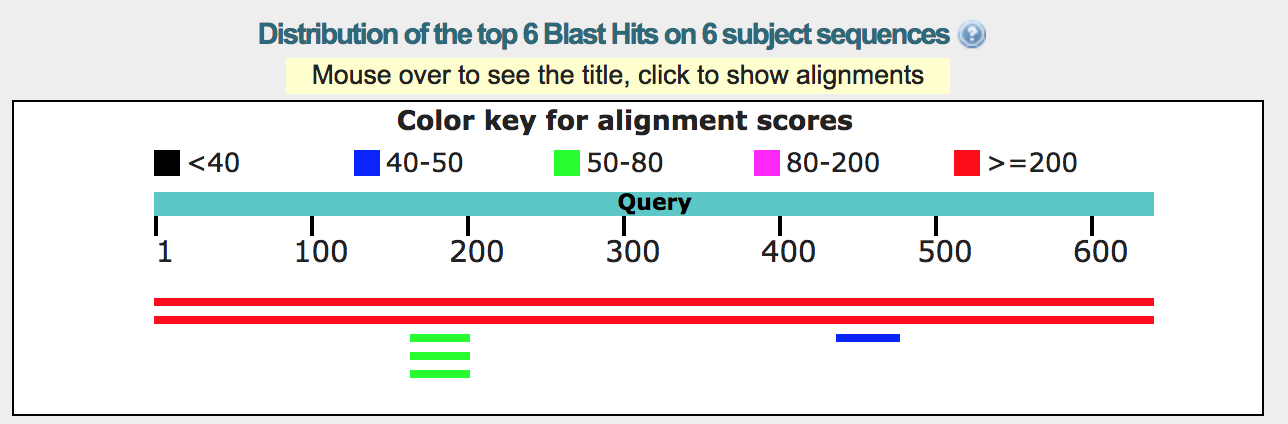 Distribution of the top 6 Blast Hits on 6 subject sequences ?
Mouse over to see the title, click to show alignments
Color key for alignment scores
<40 40-50 50-80 80-200 >=200
Query
1 100 200 300 400 500 600